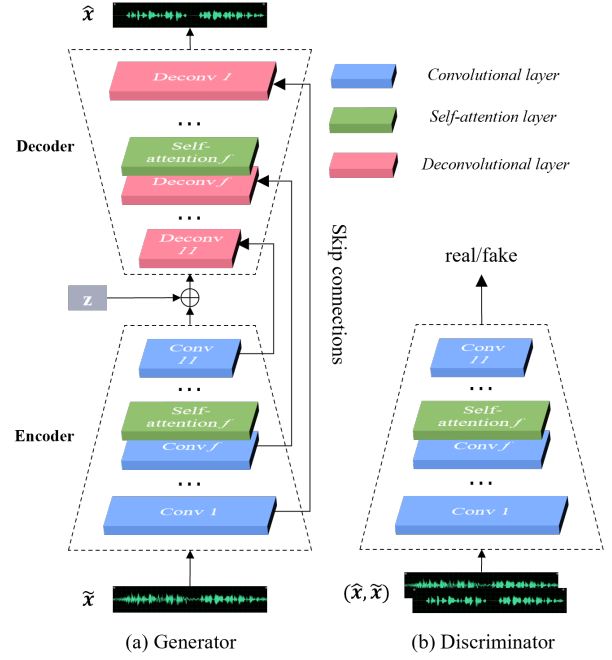 x̂
Deconv 1
...
Self-
attention f
Deconv f
...
Deconv
11
Decoder
z
Conv
11
...
Self-
attention f
Conv f
...
Conv 1
Encoder
x̃
(a) Generator
Skip connections
Convolutional layer
Self-attention layer
Deconvolutional layer
real/fake
Conv
11
...
Self-
attention f
Conv f
...
Conv 1
(x̂, x̃)
(b) Discriminator